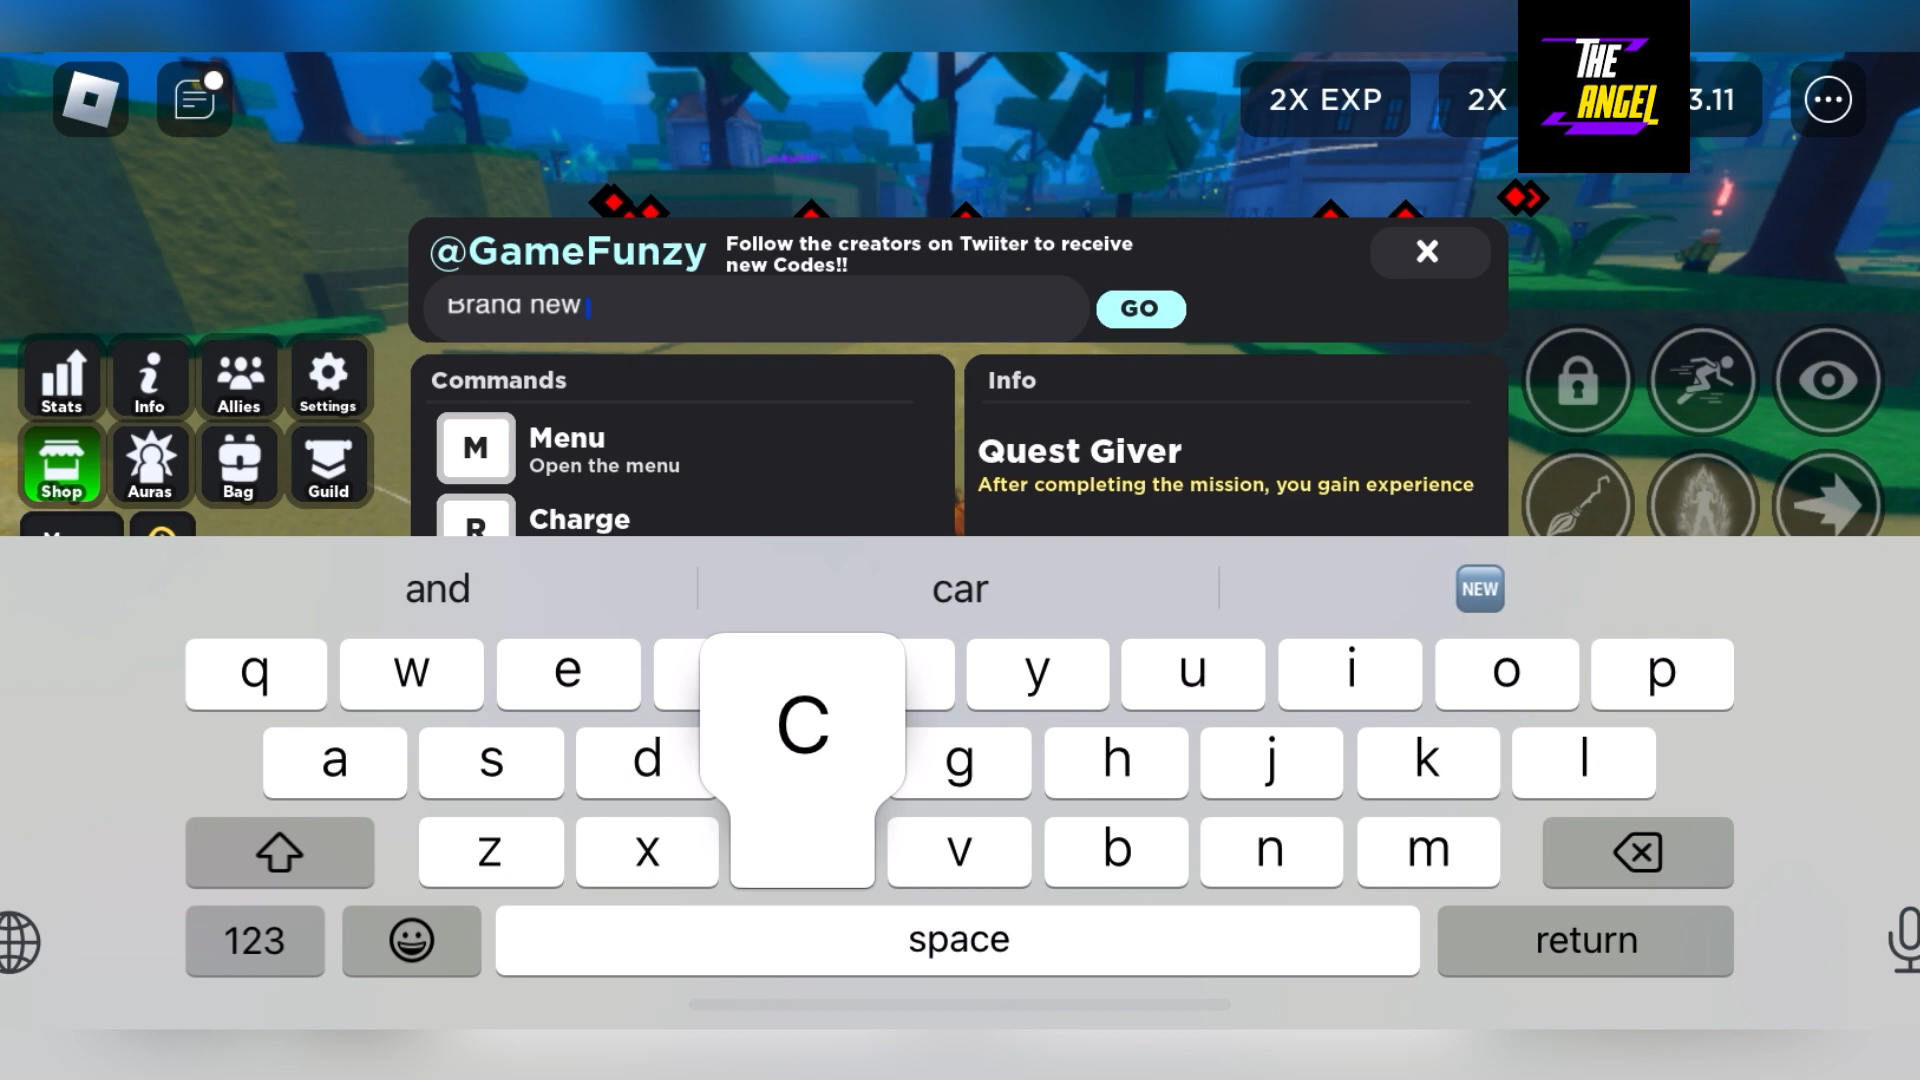 THE
ANGEL
2X EXP
2X
3.11
@GameFunzy
Follow the creators on Twiiter to receive
new Codes!!
Brand new
GO
Stats
Info
Allies
Settings
Shop
Auras
Bag
Guild
Commands
M
Menu
Open the menu
R
Charge
Info
Quest Giver
After completing the mission, you gain experience
and
car
NEW
q w e y u i o p
C
a s d g h j k l
z x v b n m
123
space
return